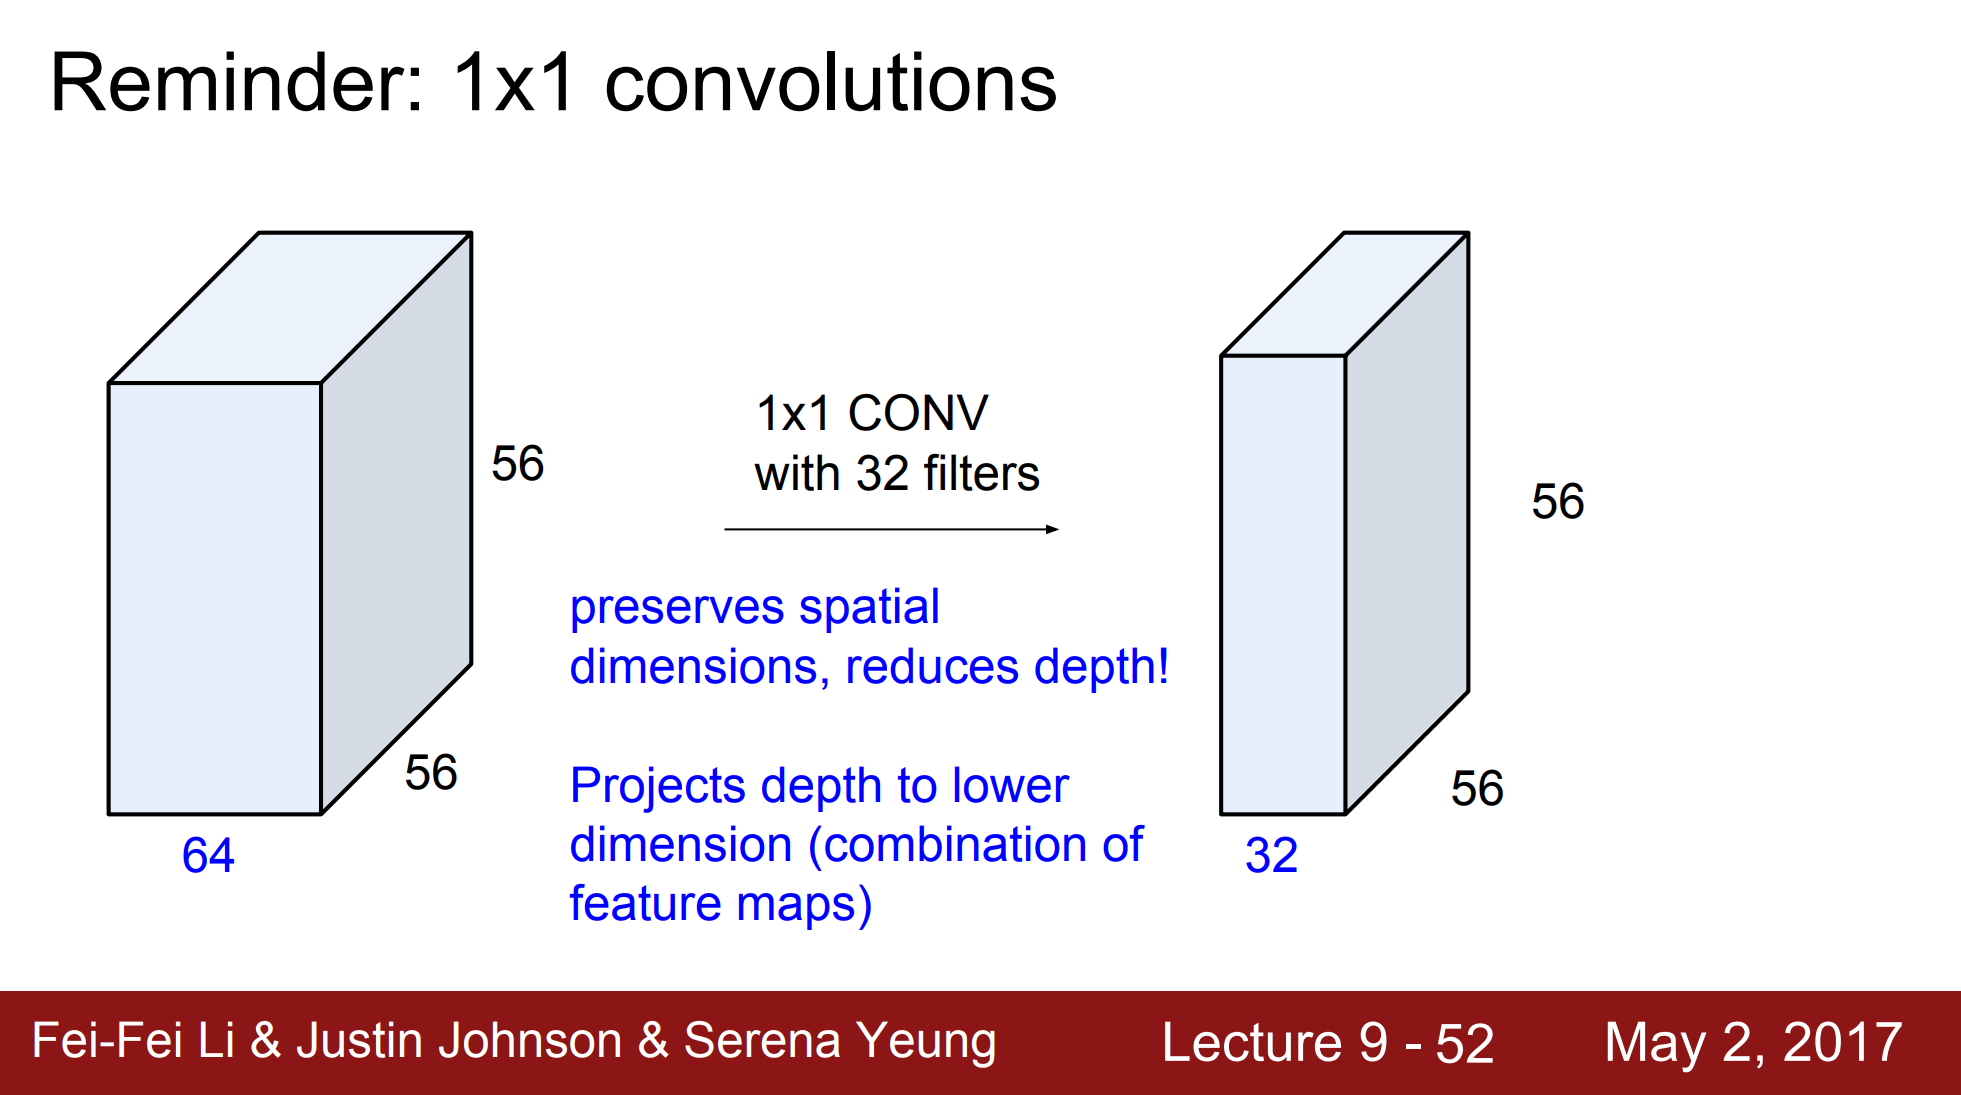 Reminder: 1x1 convolutions
56
56
64
1x1 CONV
with 32 filters
preserves spatial
dimensions, reduces depth!
Projects depth to lower
dimension (combination of
feature maps)
56
56
32
Fei-Fei Li & Justin Johnson & Serena Yeung
Lecture 9 - 52
May 2, 2017